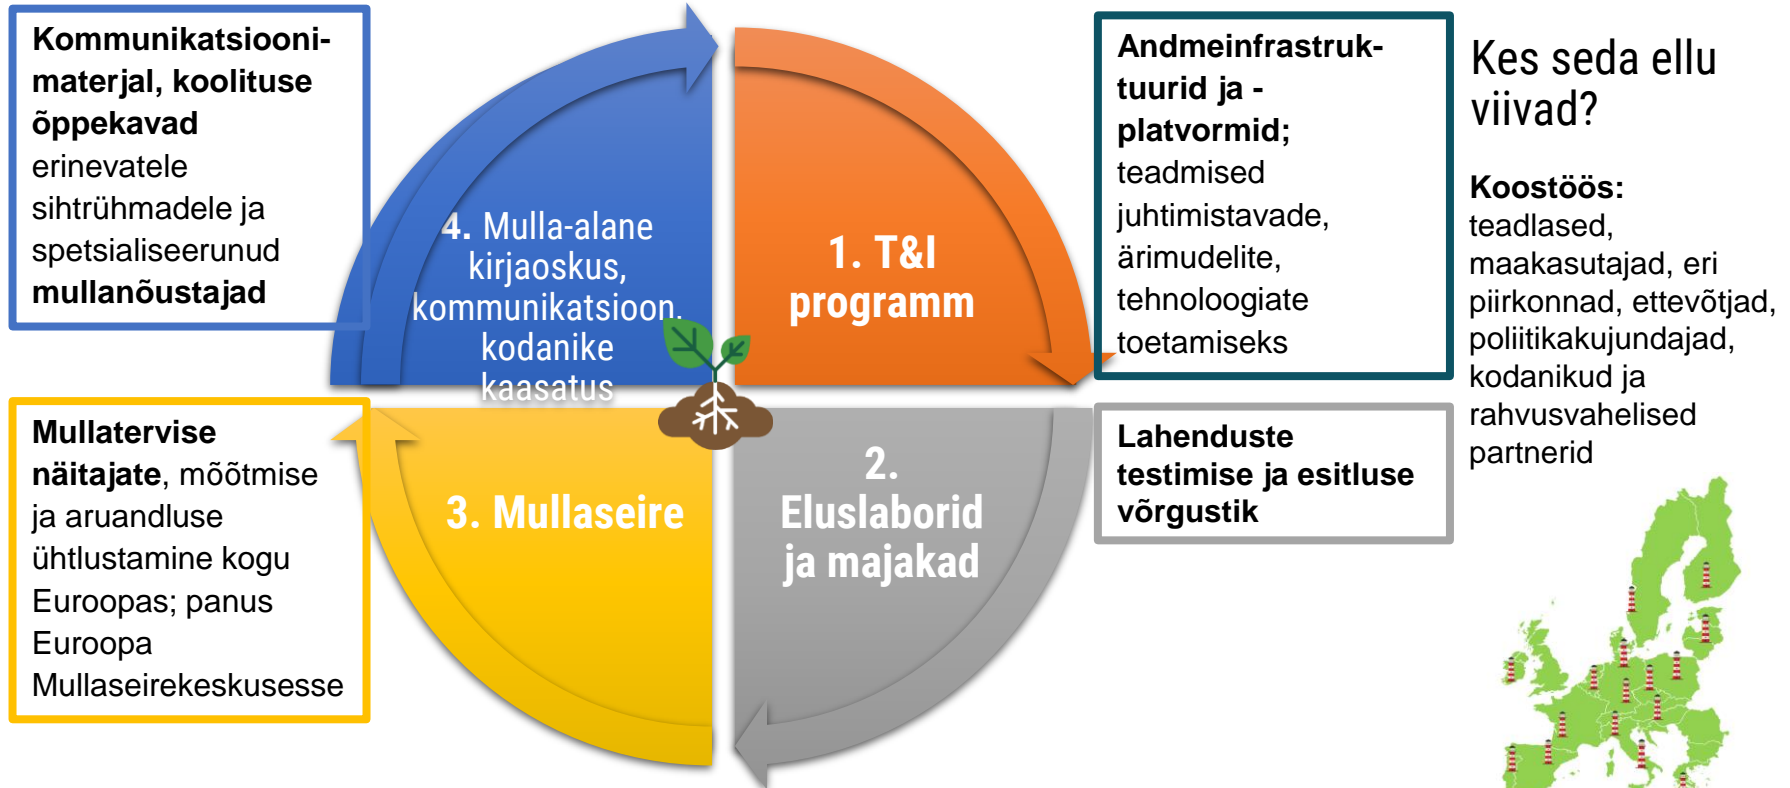 Kommunikatsiooni-
materjal, koolituse
õppekavad
erinevatele
sihtrühmadele ja
spetsialiseerunud
mullanõustajad
4. Mulla-alane
kirjaoskus,
kommunikatsioon,
kodanike
kaasatus
1. T&I
programm
Andmeinfrastruk-
tuurid ja -
platvormid;
teadmised
juhtimistavade,
ärimudelite,
tehnoloogiate
toetamiseks
Kes seda ellu
viivad?
Koostöös:
teadlased,
maakasutajad, eri
piirkonnad, ettevõtjad,
poliitikakujundajad,
kodanikud ja
rahvusvahelised
partnerid
Mullatervise
näitajate, mõõtmise
ja aruandluse
ühtlustamine kogu
Euroopas; panus
Euroopa
Mullaseirekeskusesse
3. Mullaseire
2.
Eluslaborid
ja majakad
Lahenduste
testimise ja esitluse
võrgustik